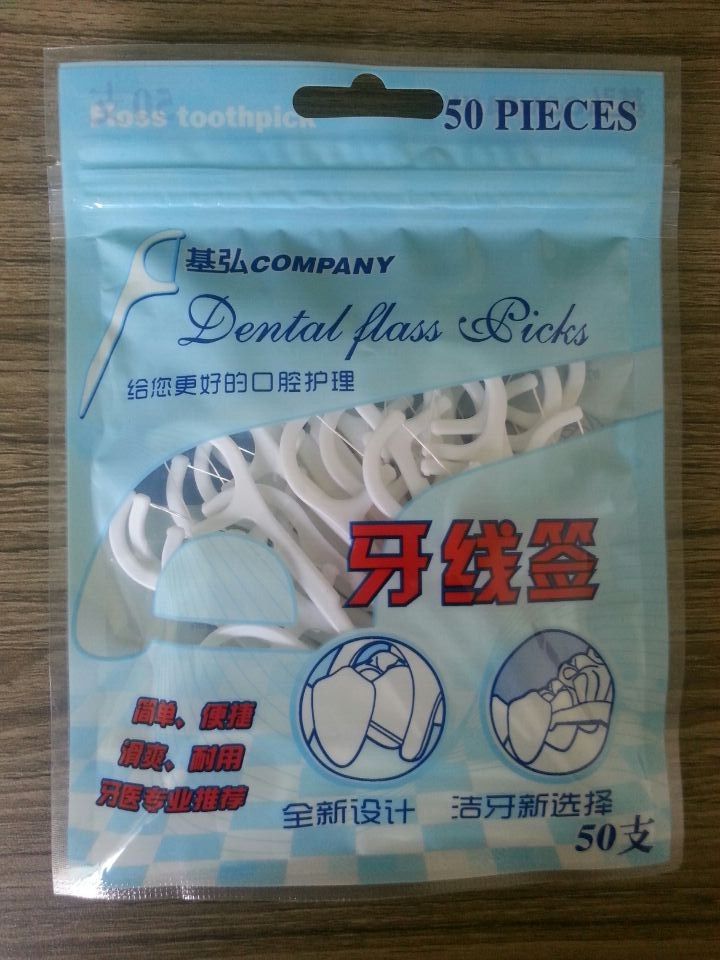 Floss toothpick
50 PIECES
基弘COMPANY
Dental flass Picks
给您更好的口腔护理
牙线签
简单、便捷
滑爽、耐用
牙医专业推荐
全新设计
洁牙新选择
50支